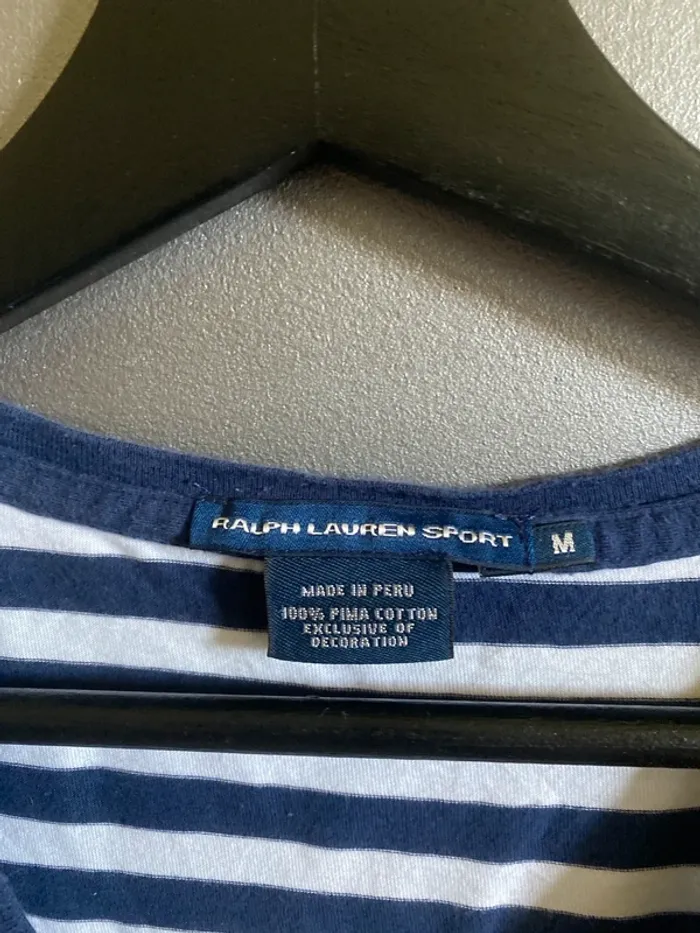 RALPH LAUREN SPORT
M
MADE IN PERU
100% PIMA COTTON
EXCLUSIVE OF
DECORATION